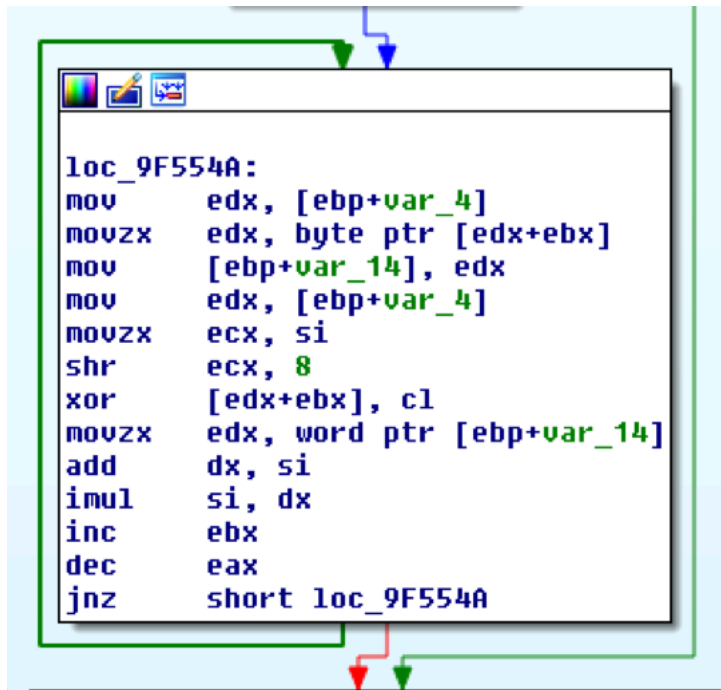 loc_9F554A:
mov edx, [ebp+var_4]
movzx edx, byte ptr [edx+ebx]
mov [ebp+var_14], edx
mov edx, [ebp+var_4]
movzx ecx, si
shr ecx, 8
xor [edx+ebx], cl
movzx edx, word ptr [ebp+var_14]
add dx, si
imul si, dx
inc ebx
dec eax
jnz short loc_9F554A